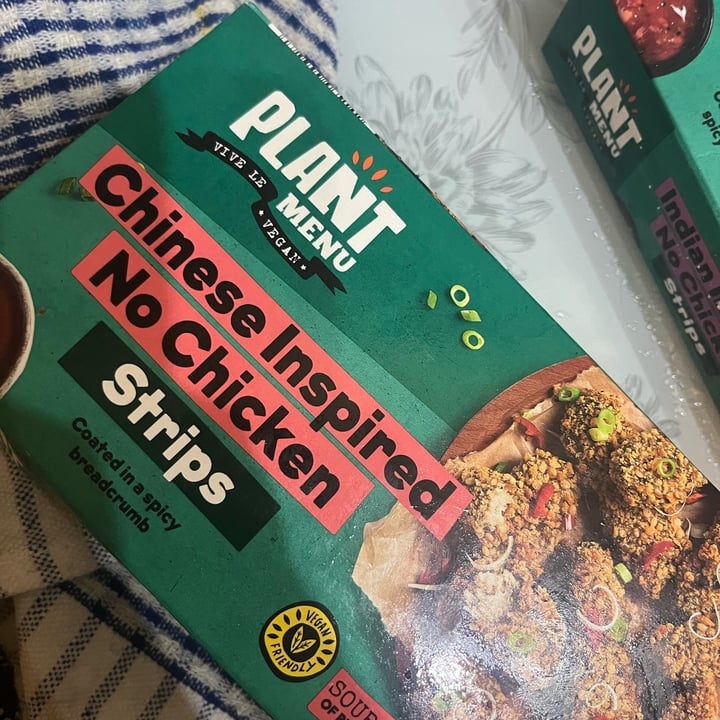 PLANT
MENU
VIVE LE
VEGAN
Chinese Inspired
No Chicken
Strips
Coated in a spicy
breadcrumb
VEGAN
FRIENDLY
PLANT
MENU
Indian
No
Strips